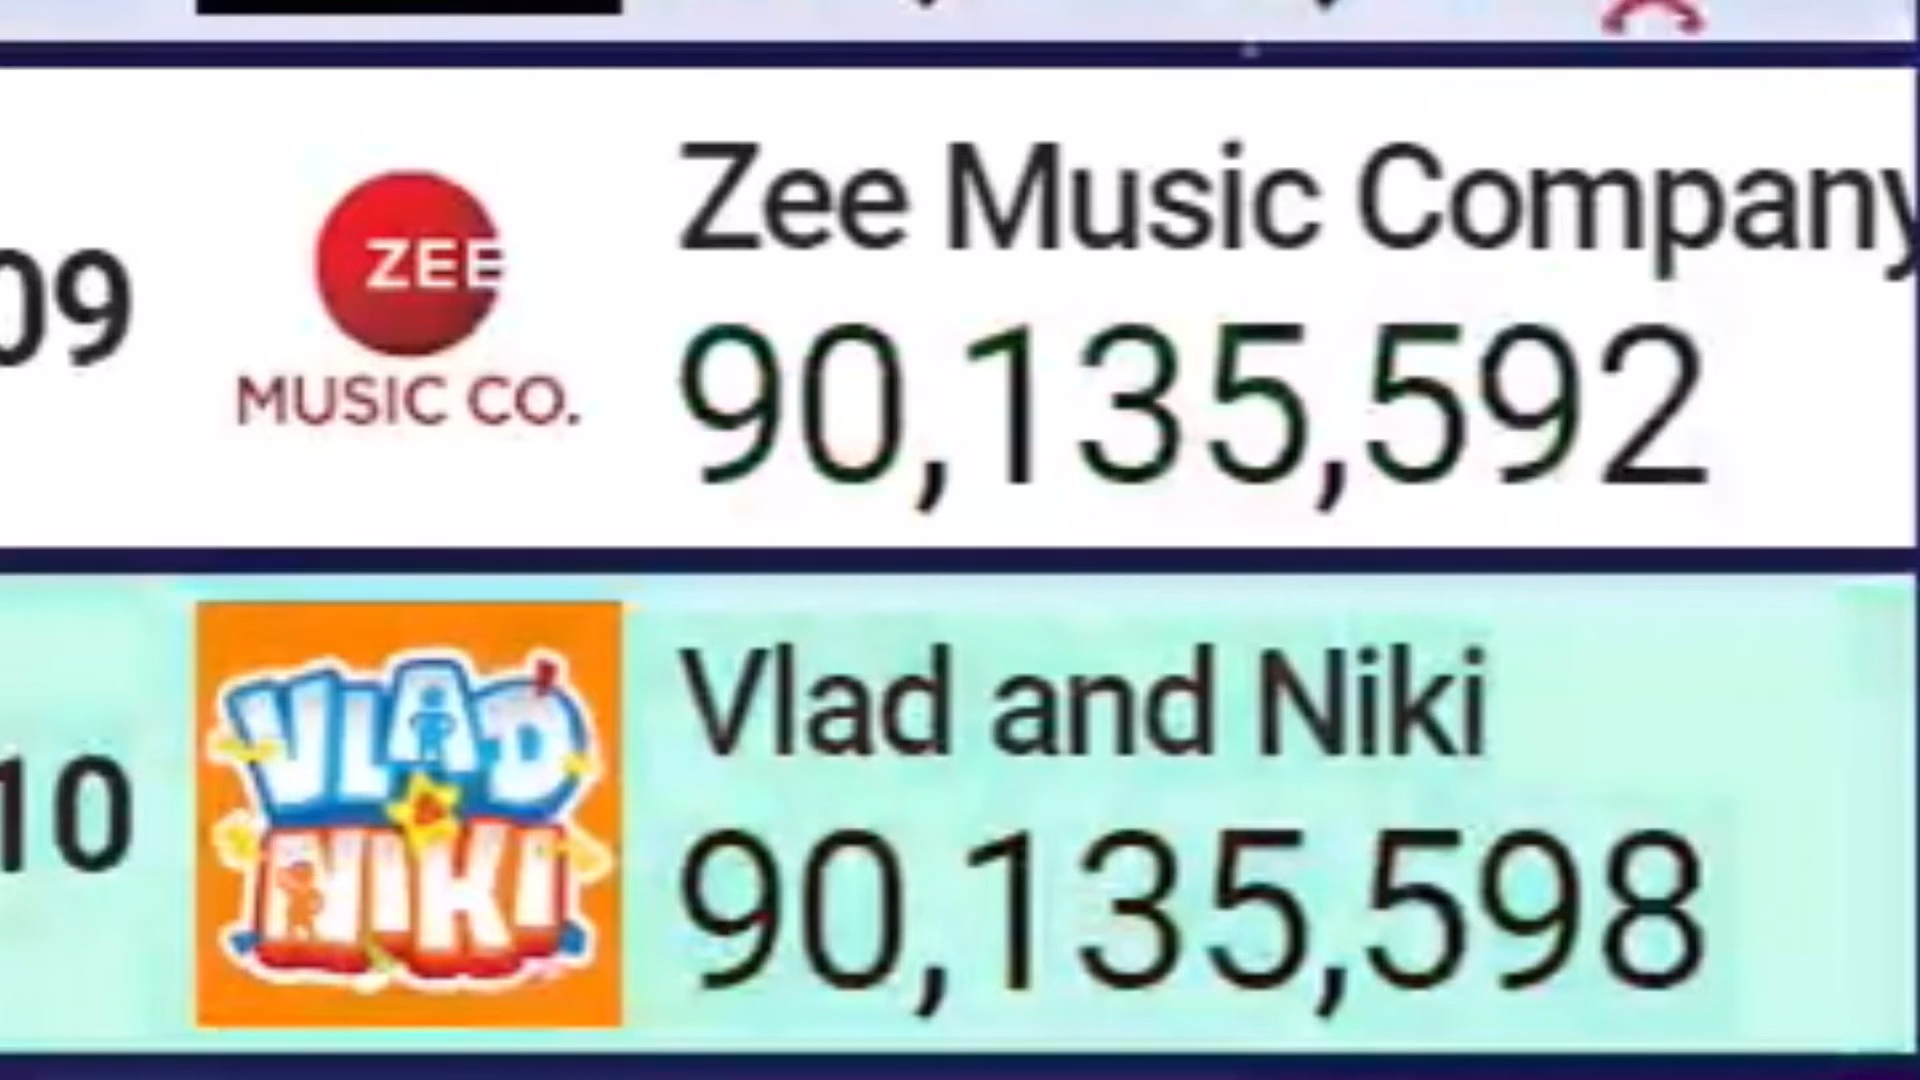 09
ZEE
MUSIC CO.
Zee Music Company
90,135,592
10
VLAD
NIKI
Vlad and Niki
90,135,598